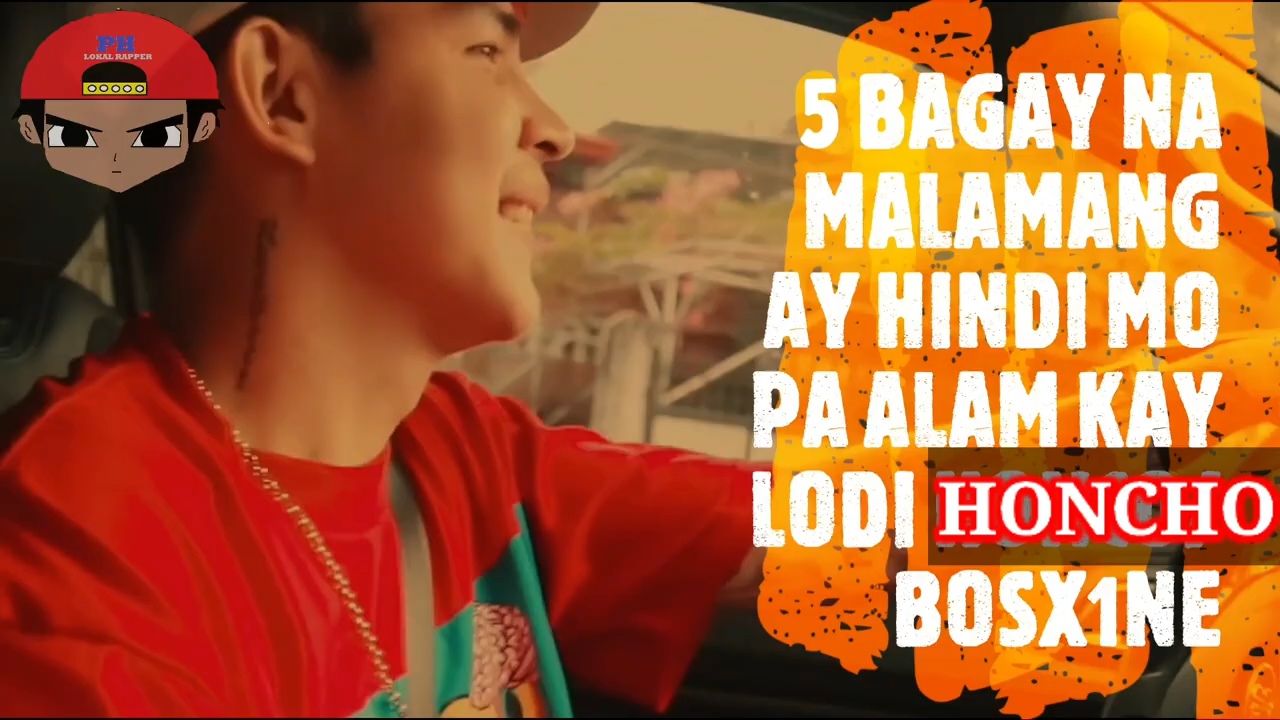 PH
LOKAL RAPPER
5 BAGAY NA
MALAMANG
AY HINDI MO
PA ALAM KAY
LODI HONCHO
BOSX1NE